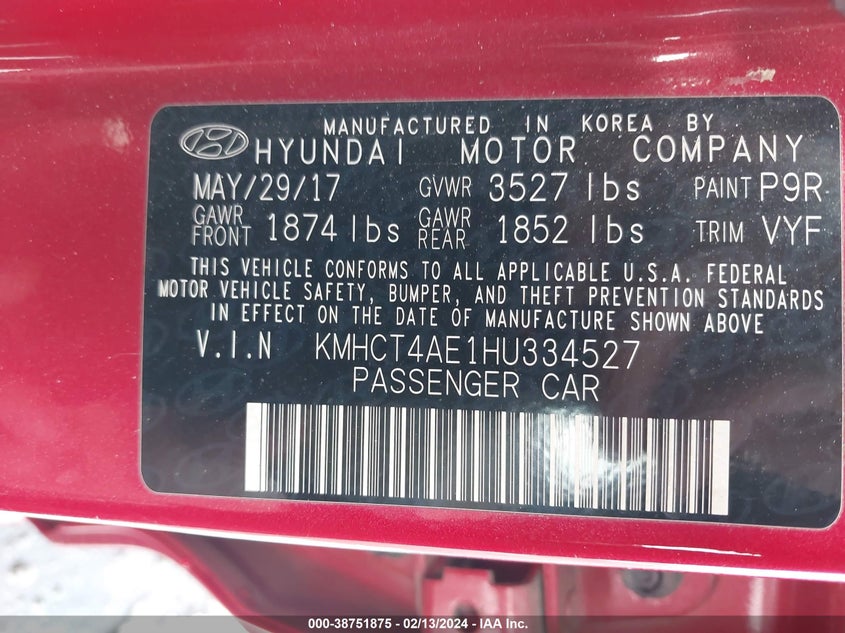 MANUFACTURED IN KOREA BY
HYUNDAI MOTOR COMPANY
MAY/29/17 GVWR 3527 lbs PAINT P9R
GAWR FRONT 1874 lbs GAWR REAR 1852 lbs TRIM VYF
THIS VEHICLE CONFORMS TO ALL APPLICABLE U.S.A. FEDERAL
MOTOR VEHICLE SAFETY, BUMPER, AND THEFT PREVENTION STANDARDS
IN EFFECT ON THE DATE OF MANUFACTURE SHOWN ABOVE
V.I.N KMHCT4AE1HU334527
PASSENGER CAR
000-38751875 - 02/13/2024 - IAA Inc.